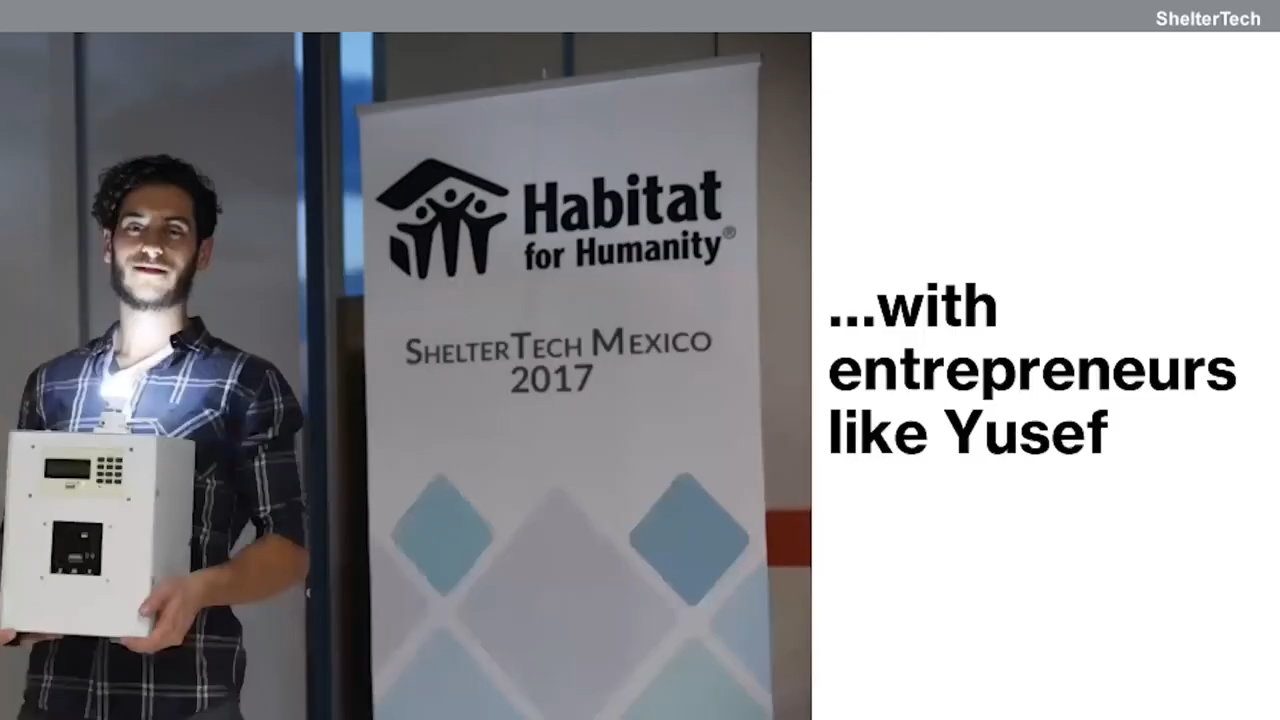 ShelterTech
Habitat
for Humanity®
ShelterTech Mexico
2017
...with
entrepreneurs
like Yusef